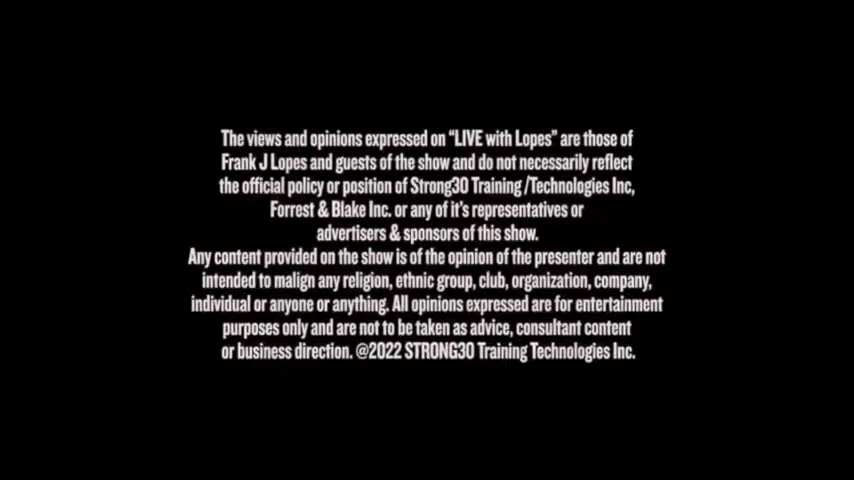 The views and opinions expressed on “LIVE with Lopes” are those of
Frank J Lopes and guests of the show and do not necessarily reflect
the official policy or position of Strong30 Training /Technologies Inc,
Forrest & Blake Inc. or any of it's representatives or
advertisers & sponsors of this show.
Any content provided on the show is of the opinion of the presenter and are not
intended to malign any religion, ethnic group, club, organization, company,
individual or anyone or anything. All opinions expressed are for entertainment
purposes only and are not to be taken as advice, consultant content
or business direction. @2022 STRONG30 Training Technologies Inc.